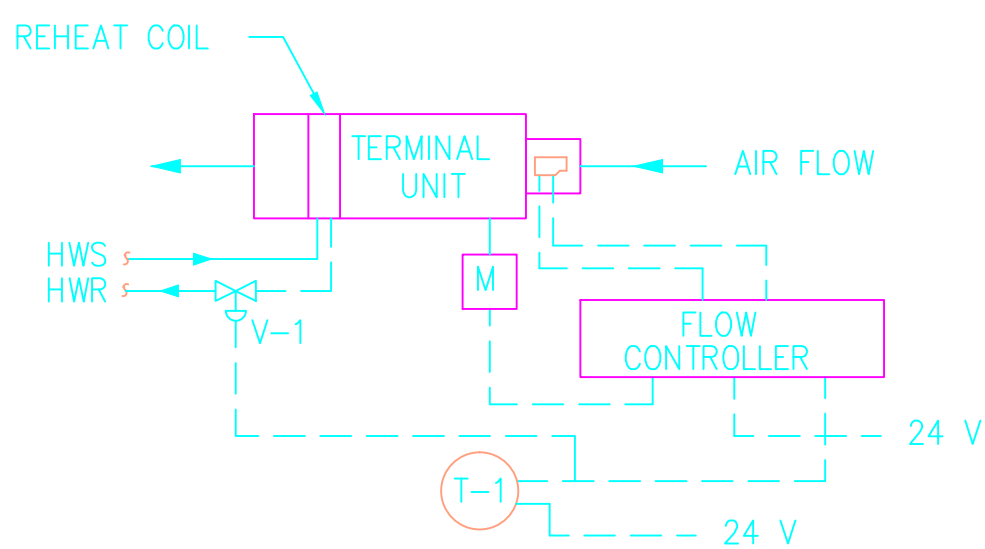 REHEAT COIL
TERMINAL
UNIT
AIR FLOW
HWS
HWR
M
V-1
FLOW
CONTROLLER
24 V
T-1
24 V